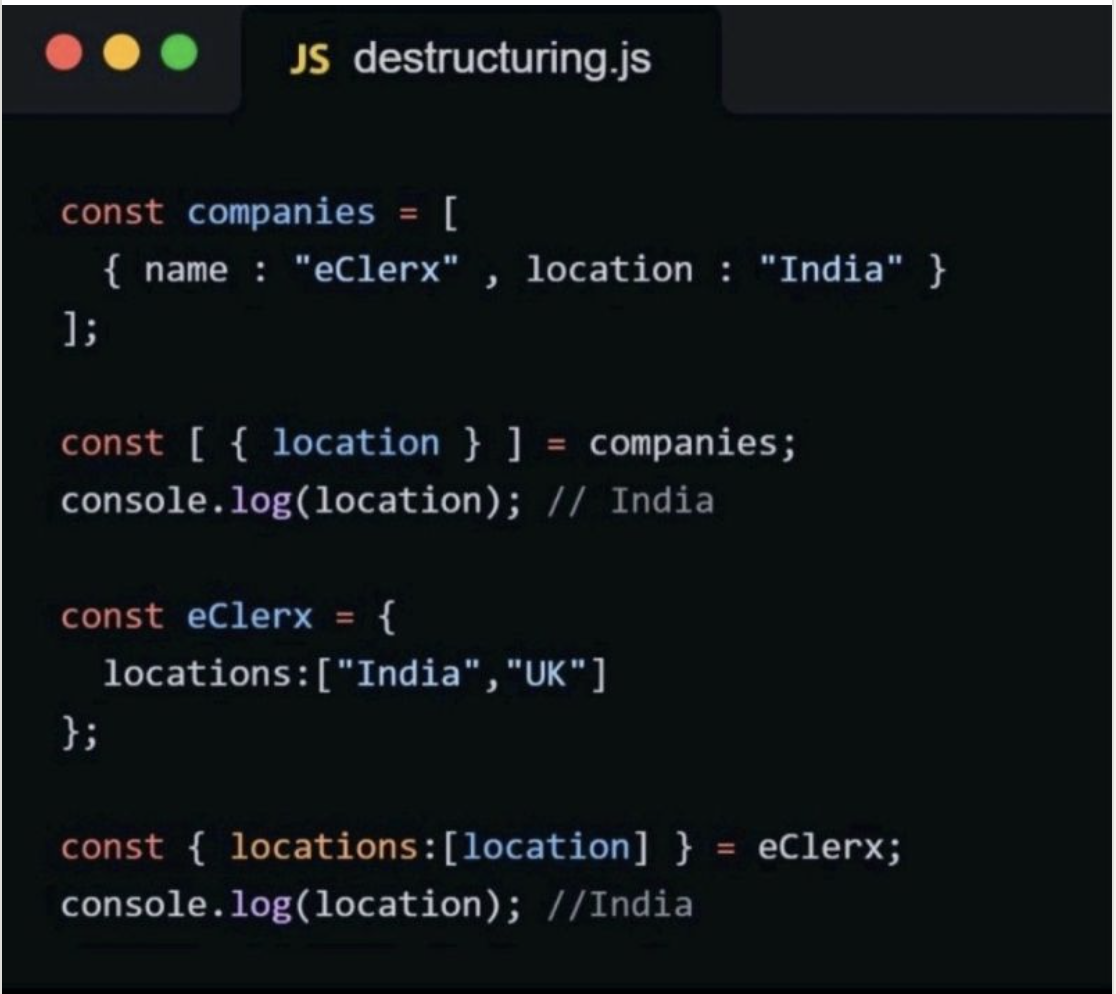 JS destructuring.js
const companies = [
{ name : "eClerx" , location : "India" }
];
const [ { location } ] = companies;
console.log(location); // India
const eClerx = {
locations:["India","UK"]
};
const { locations:[location] } = eClerx;
console.log(location); //India